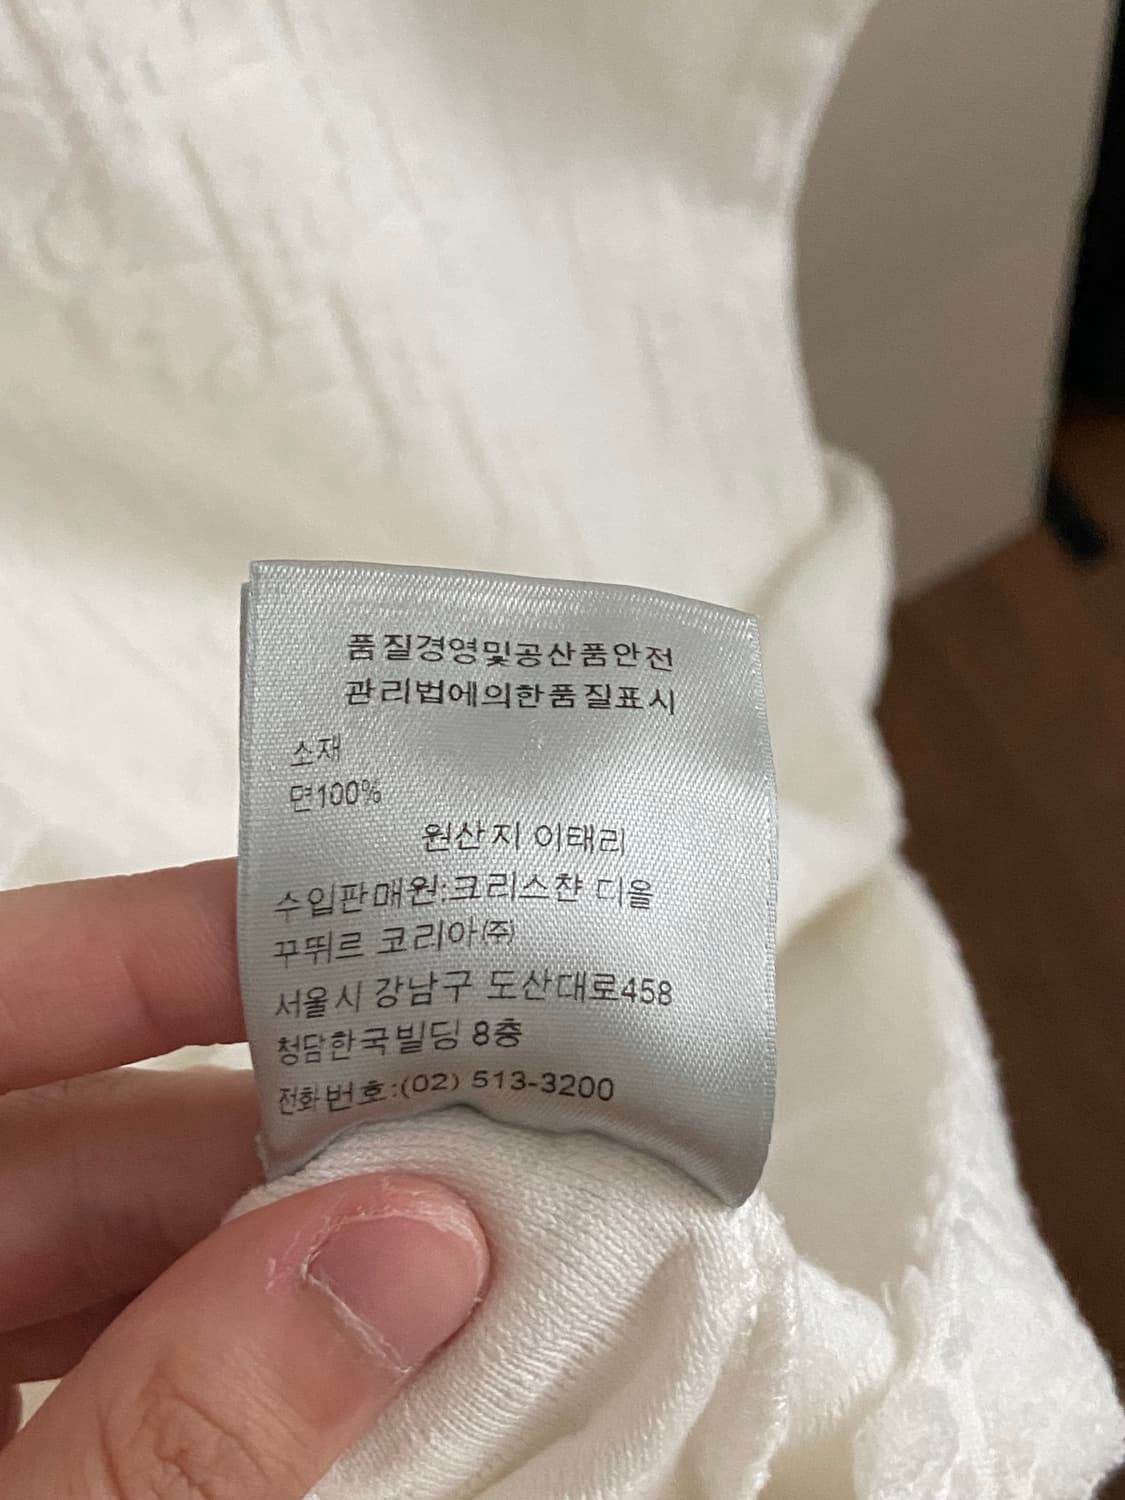 품질경영및공산품안전
관리법에의한품질표시
소재
면100%
원산지 이태리
수입판매원:크리스챤 디올
꾸뛰르 코리아㈜
서울시 강남구 도산대로458
청담한국빌딩 8층
전화번호:(02) 513-3200